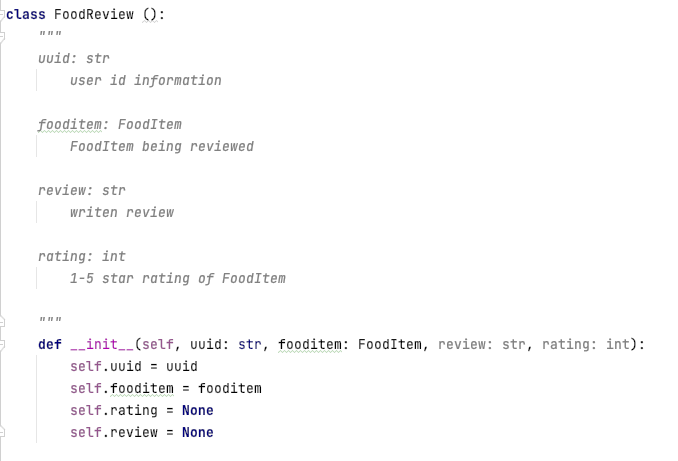 class FoodReview ():
    """
    uuid: str
        user id information

    fooditem: FoodItem
        FoodItem being reviewed

    review: str
        writen review

    rating: int
        1-5 star rating of FoodItem

    """
    def __init__(self, uuid: str, fooditem: FoodItem, review: str, rating: int):
        self.uuid = uuid
        self.fooditem = fooditem
        self.rating = None
        self.review = None